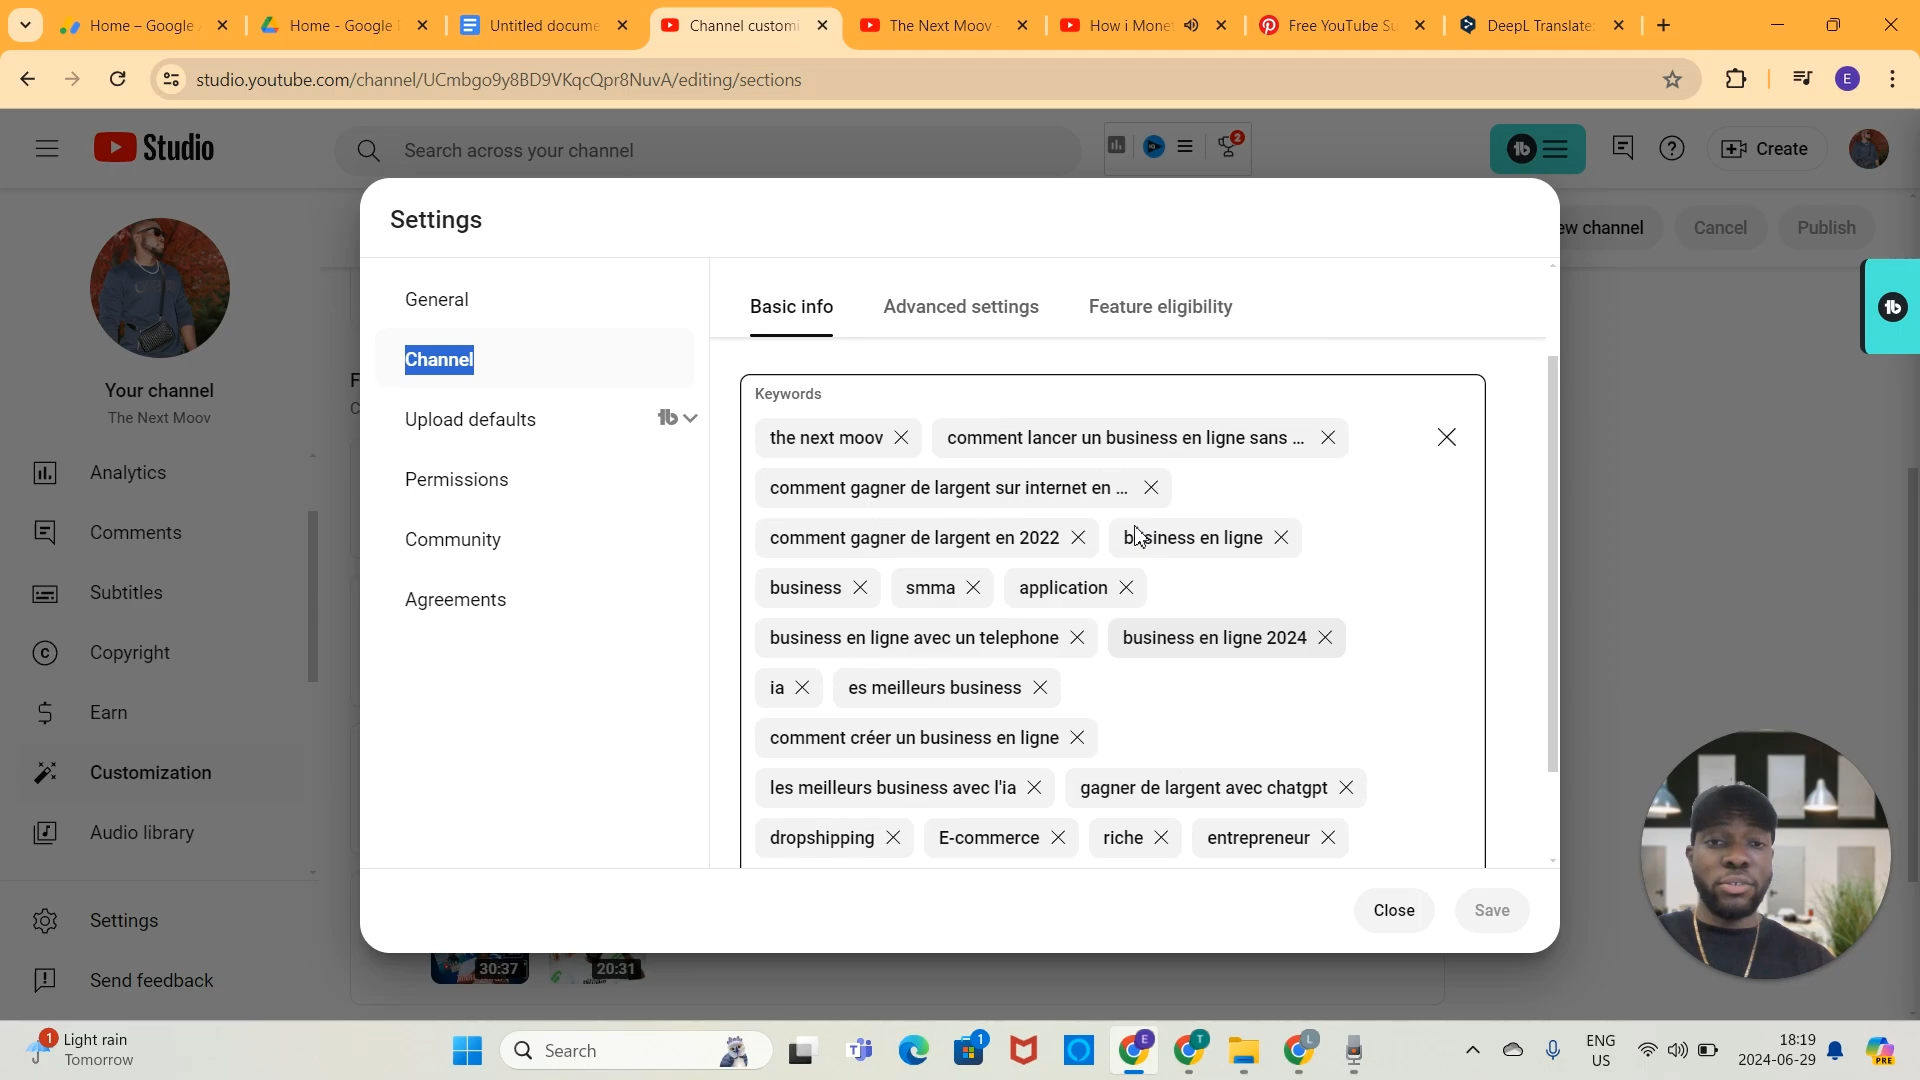 Home – Google
Home - Google
Untitled docume
Channel customi
The Next Moov -
How i Monet
Free YouTube Su
DeepL Translate:
studio.youtube.com/channel/UCmbgo9y8BD9VKqcQpr8NuvA/editing/sections
E
Studio
Search across your channel
2
Create
Settings
ew channel
Cancel
Publish
General
Channel
Upload defaults
Permissions
Community
Agreements
Basic info
Advanced settings
Feature eligibility
Keywords
the next moov
comment lancer un business en ligne sans ...
comment gagner de largent sur internet en ...
comment gagner de largent en 2022
business en ligne
business
smma
application
business en ligne avec un telephone
business en ligne 2024
ia
es meilleurs business
comment créer un business en ligne
les meilleurs business avec l'ia
gagner de largent avec chatgpt
dropshipping
E-commerce
riche
entrepreneur
Close
Save
Your channel
The Next Moov
Analytics
Comments
Subtitles
Copyright
Earn
Customization
Audio library
Settings
Send feedback
30:37
20:31
1
Light rain
Tomorrow
Search
1
E
T
L
ENG
US
18:19
2024-06-29
PRE